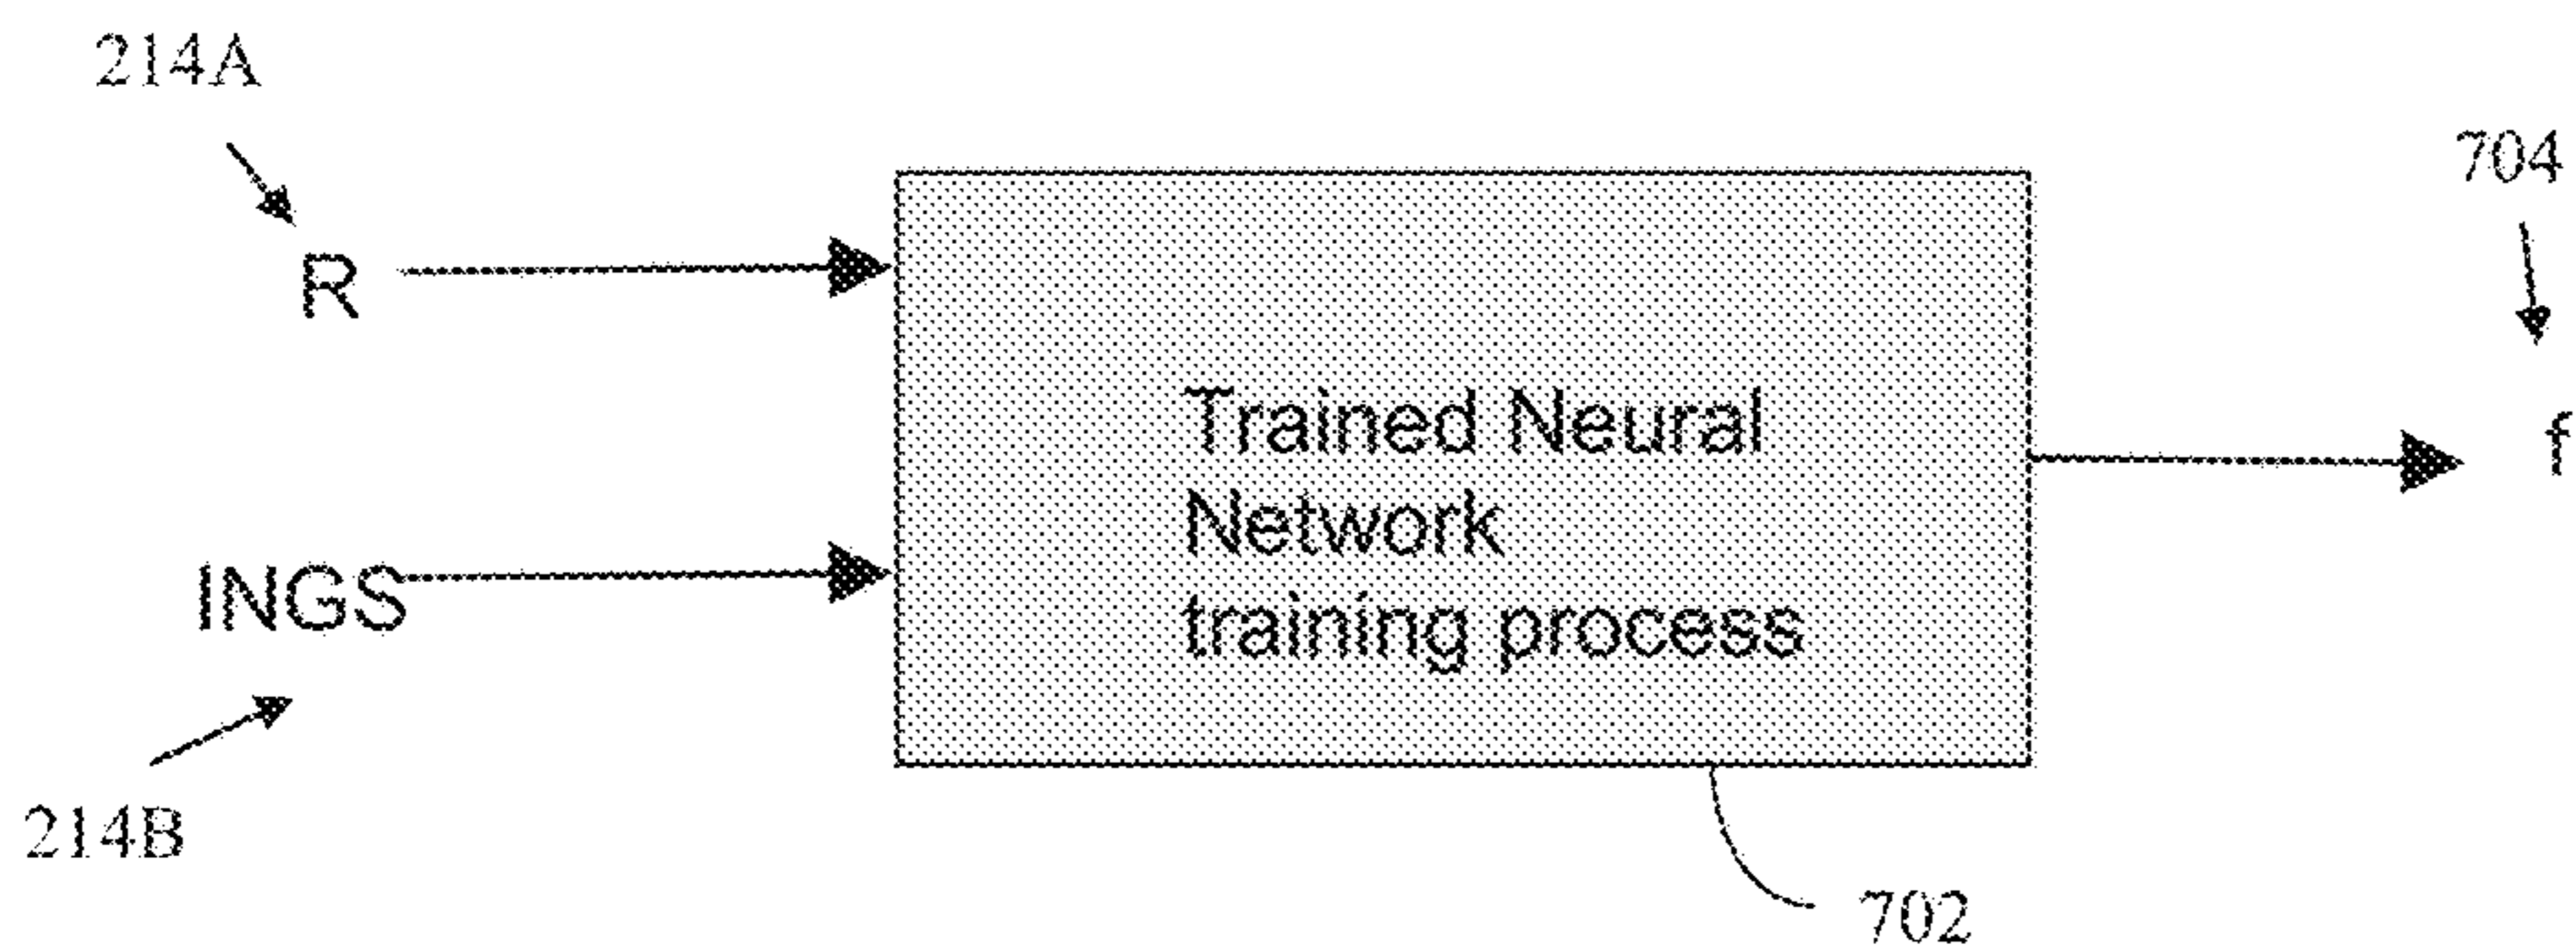 214A
704
R
Trained Neural
Network
training process
f
INGS
214B
702